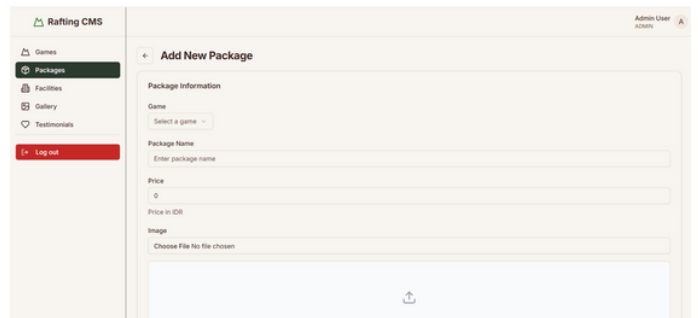 Rafting CMS
Admin User
ADMIN
A
Games
Packages
Facilities
Gallery
Testimonials
Log out
Add New Package
Package Information
Game
Select a game
Package Name
Enter package name
Price
0
Price in IDR
Image
Choose File No file chosen